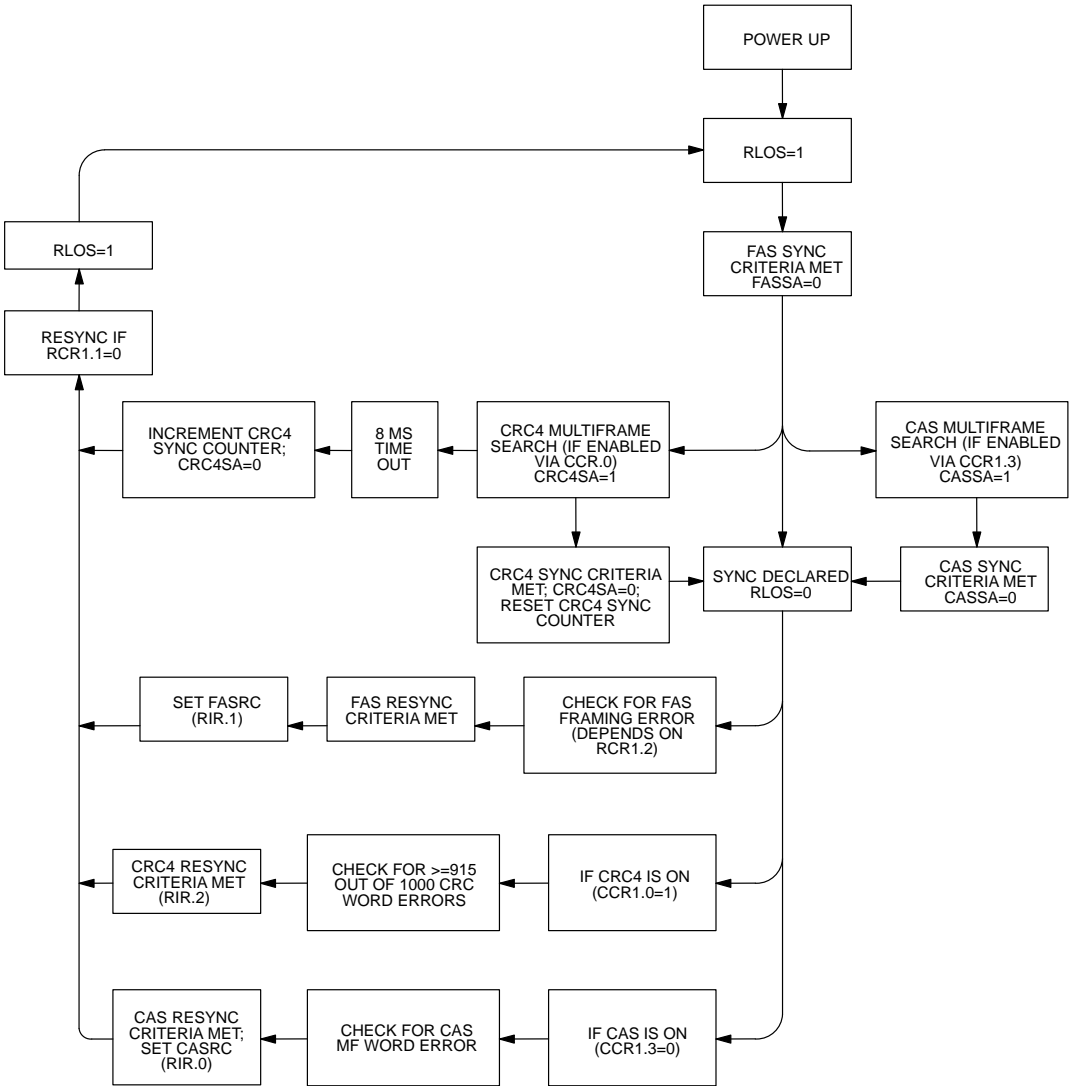 POWER UP
RLOS=1
RLOS=1
FAS SYNC
CRITERIA MET
FASSA=0
RESYNC IF
RCR1.1=0
INCREMENT CRC4
SYNC COUNTER;
CRC4SA=0
8 MS
TIME
OUT
CRC4 MULTIFRAME
SEARCH (IF ENABLED
VIA CCR.0)
CRC4SA=1
CAS MULTIFRAME
SEARCH (IF ENABLED
VIA CCR1.3)
CASSA=1
CRC4 SYNC CRITERIA
MET; CRC4SA=0;
RESET CRC4 SYNC
COUNTER
SYNC DECLARED
RLOS=0
CAS SYNC
CRITERIA MET
CASSA=0
SET FASRC
(RIR.1)
FAS RESYNC
CRITERIA MET
CHECK FOR FAS
FRAMING ERROR
(DEPENDS ON
RCR1.2)
CRC4 RESYNC
CRITERIA MET
(RIR.2)
CHECK FOR >=915
OUT OF 1000 CRC
WORD ERRORS
IF CRC4 IS ON
(CCR1.0=1)
CAS RESYNC
CRITERIA MET;
SET CASRC
(RIR.0)
CHECK FOR CAS
MF WORD ERROR
IF CAS IS ON
(CCR1.3=0)